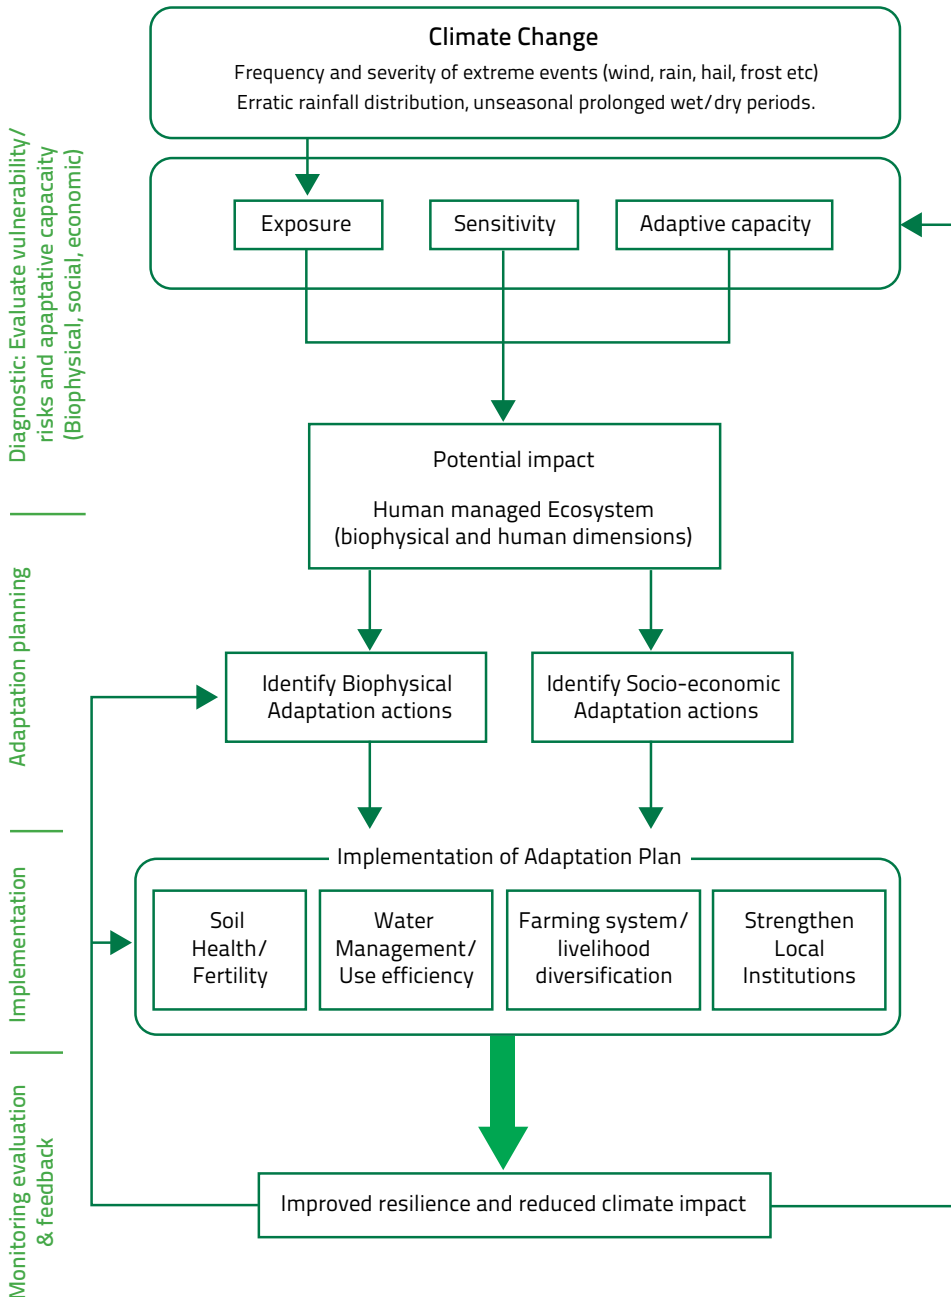 Climate Change
Frequency and severity of extreme events (wind, rain, hail, frost etc)
Erratic rainfall distribution, unseasonal prolonged wet/dry periods.
Diagnostic: Evaluate vulnerability/
risks and apaptative capacaity
(Biophysical, social, economic)
Exposure
Sensitivity
Adaptive capacity
Potential impact
Human managed Ecosystem
(biophysical and human dimensions)
Adaptation planning
Identify Biophysical
Adaptation actions
Identify Socio-economic
Adaptation actions
Implementation
Implementation of Adaptation Plan
Soil
Health/
Fertility
Water
Management/
Use efficiency
Farming system/
livelihood
diversification
Strengthen
Local
Institutions
Monitoring evaluation
& feedback
Improved resilience and reduced climate impact